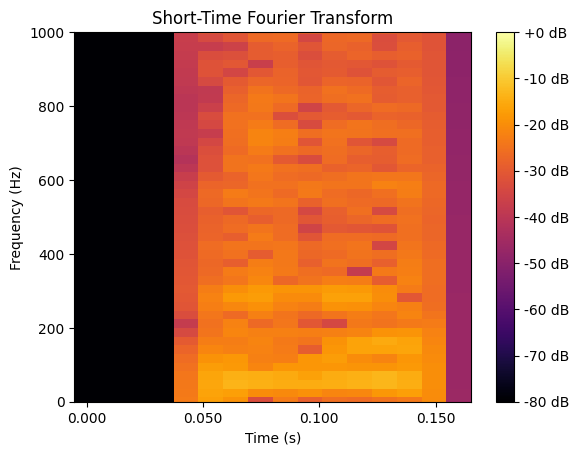 Short-Time Fourier Transform
1000
800
600
400
200
0
Frequency (Hz)
0.000
0.050
0.100
0.150
Time (s)
+0 dB
-10 dB
-20 dB
-30 dB
-40 dB
-50 dB
-60 dB
-70 dB
-80 dB